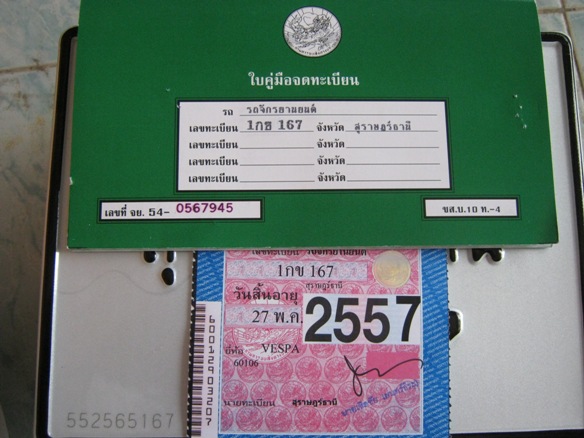 ใบคู่มือจดทะเบียน
รถ รถจักรยานยนต์
เลขทะเบียน 1กข 167 จังหวัด สุราษฎร์ธานี
เลขทะเบียน จังหวัด
เลขทะเบียน จังหวัด
เลขทะเบียน จังหวัด
เลขที่ จย. 54- 0567945
ขส.บ.10 ท.-4
1กข 167
สุราษฎร์ธานี
วันสิ้นอายุ
27 พ.ค. 2557
ยี่ห้อ VESPA
60106
นายทะเบียน สุราษฎร์ธานี
6001290320​7
552565167